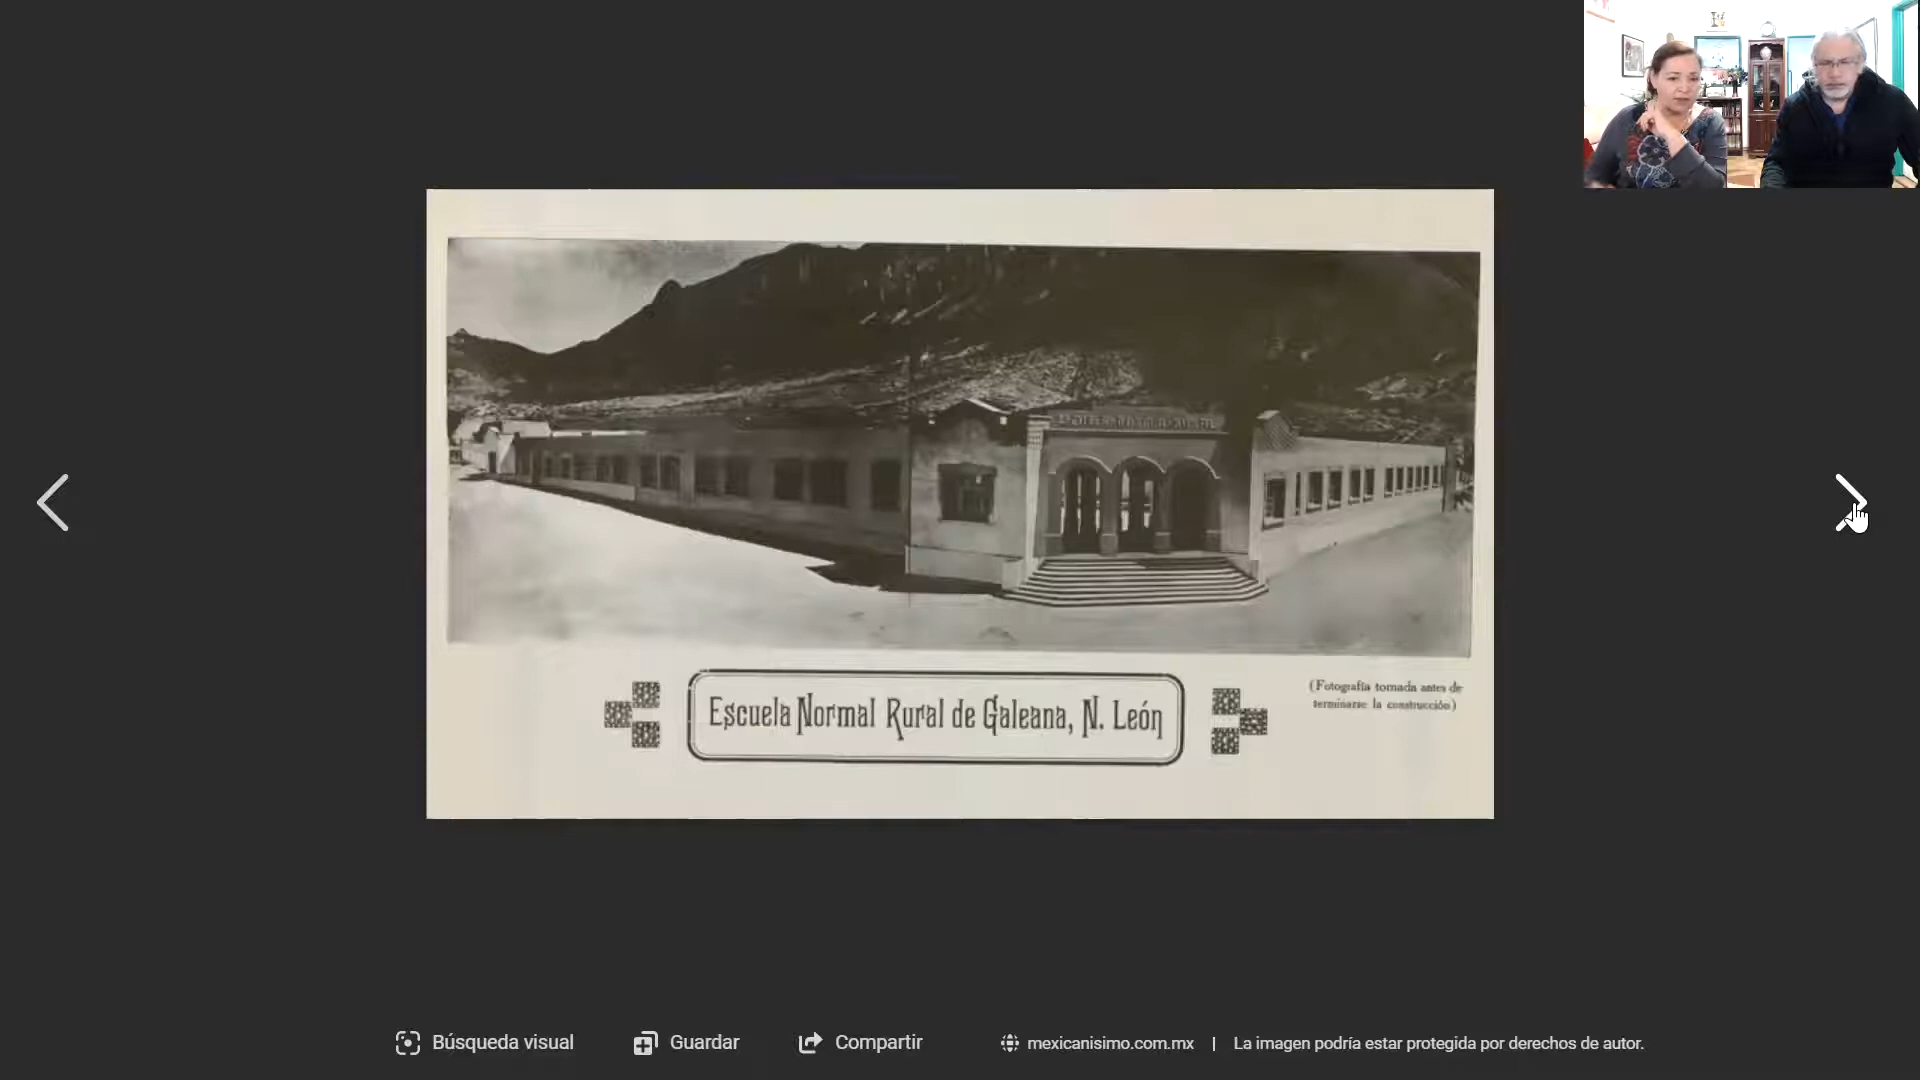 Escuela Normal Rural de Galeana, N. León
(Fotografía tomada antes de
terminarse la construcción)
Búsqueda visual
Guardar
Compartir
mexicanisimo.com.mx | La imagen podría estar protegida por derechos de autor.